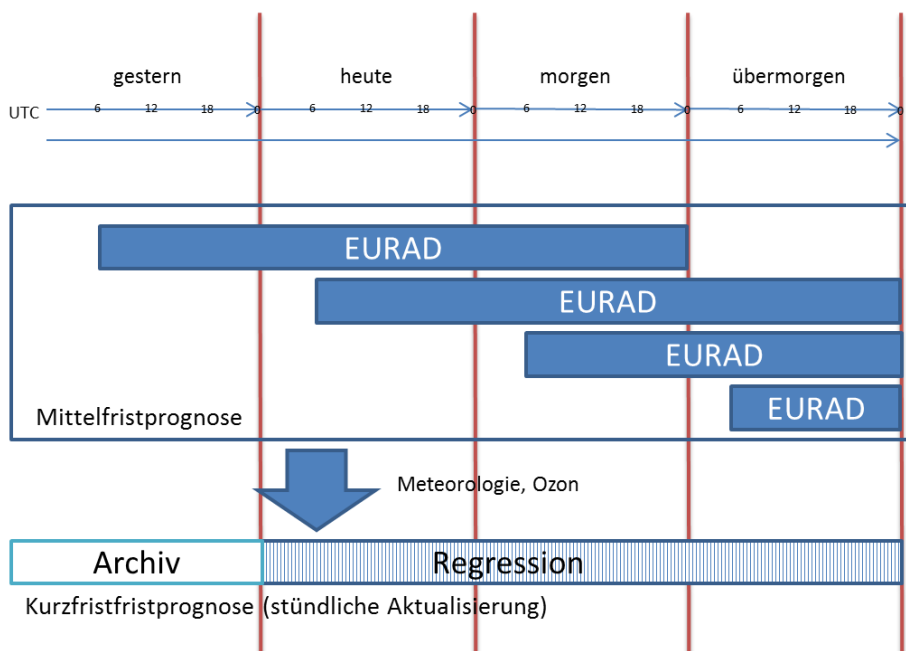 gestern heute morgen übermorgen
UTC 6 12 18 0 6 12 18 0 6 12 18 0 6 12 18 0
EURAD
EURAD
EURAD
EURAD
Mittelfristprognose
Meteorologie, Ozon
Archiv Regression
Kurzfristfristprognose (stündliche Aktualisierung)